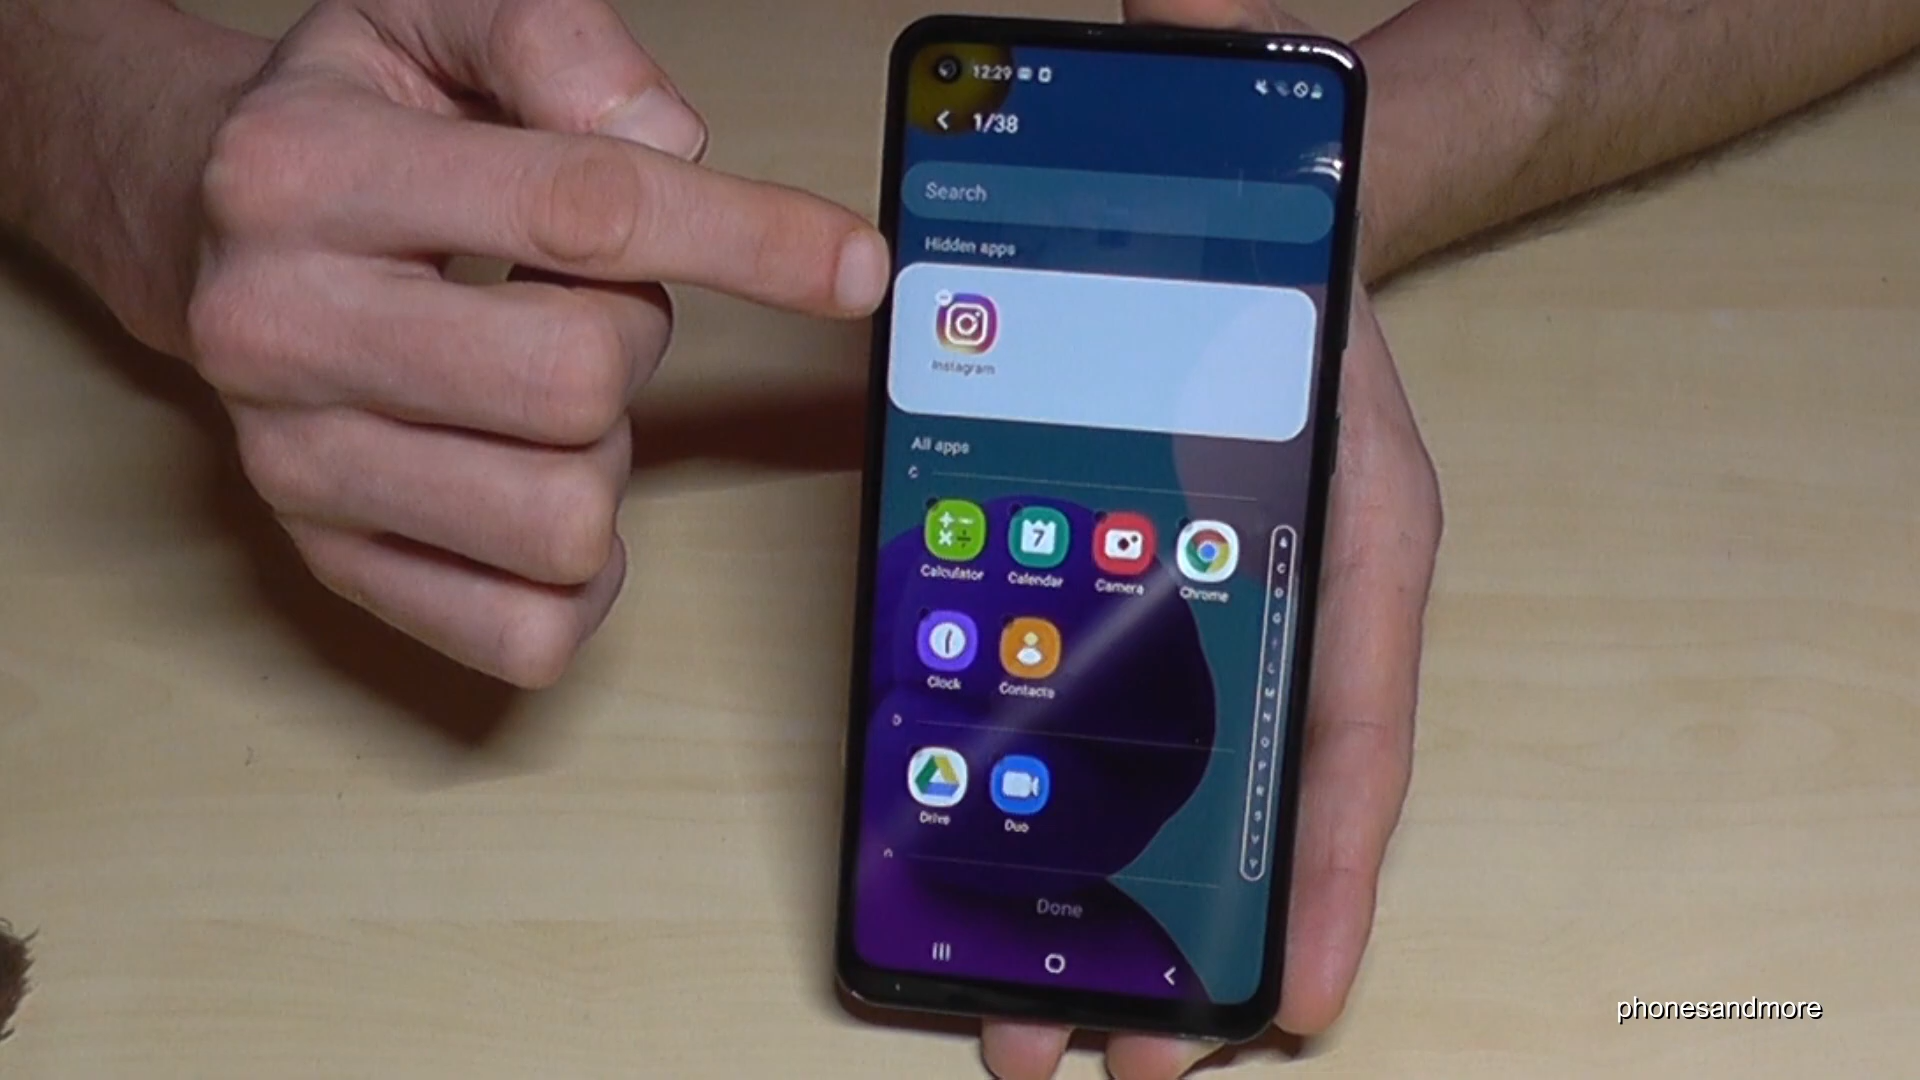 12:29
1/38
Search
Hidden apps
Instagram
All apps
C
7
Calculator Calendar Camera Chrome
Clock Contacts
D
Drive Duo
Done
A
C
D
G
L
M
N
O
P
R
S
V
phonesandmore